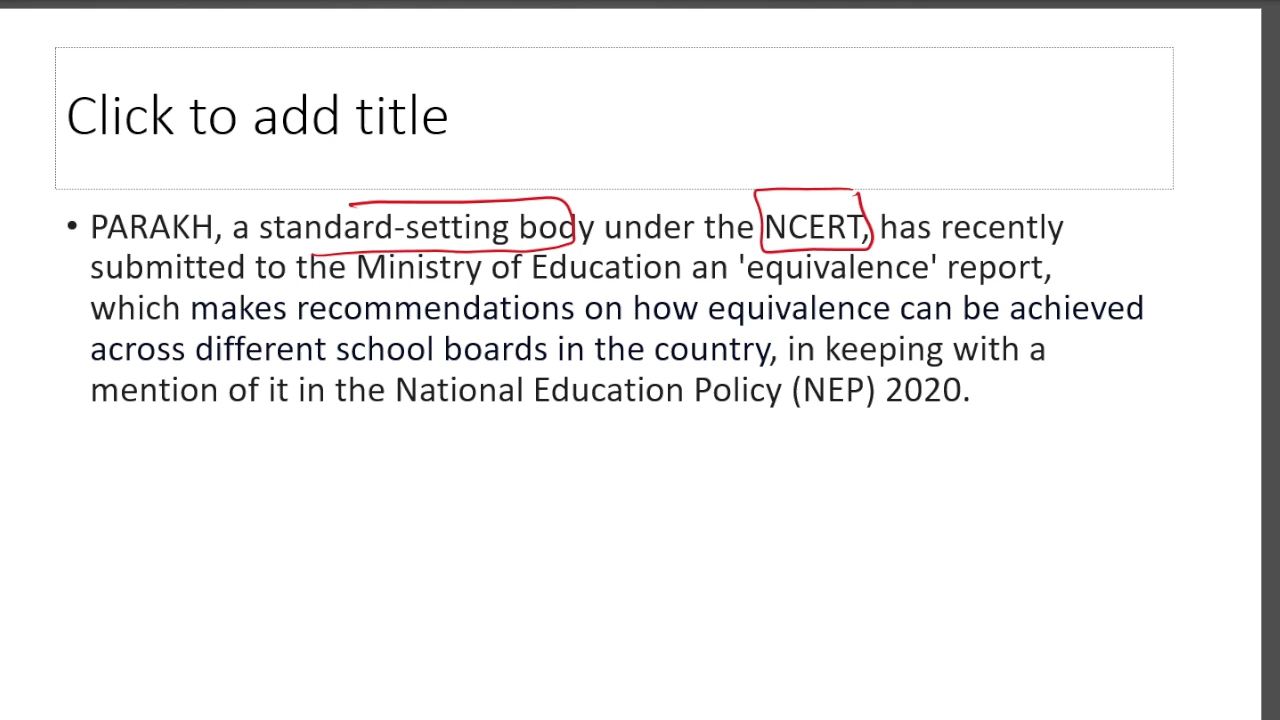 Click to add title
• PARAKH, a standard-setting body under the NCERT, has recently
submitted to the Ministry of Education an 'equivalence' report,
which makes recommendations on how equivalence can be achieved
across different school boards in the country, in keeping with a
mention of it in the National Education Policy (NEP) 2020.